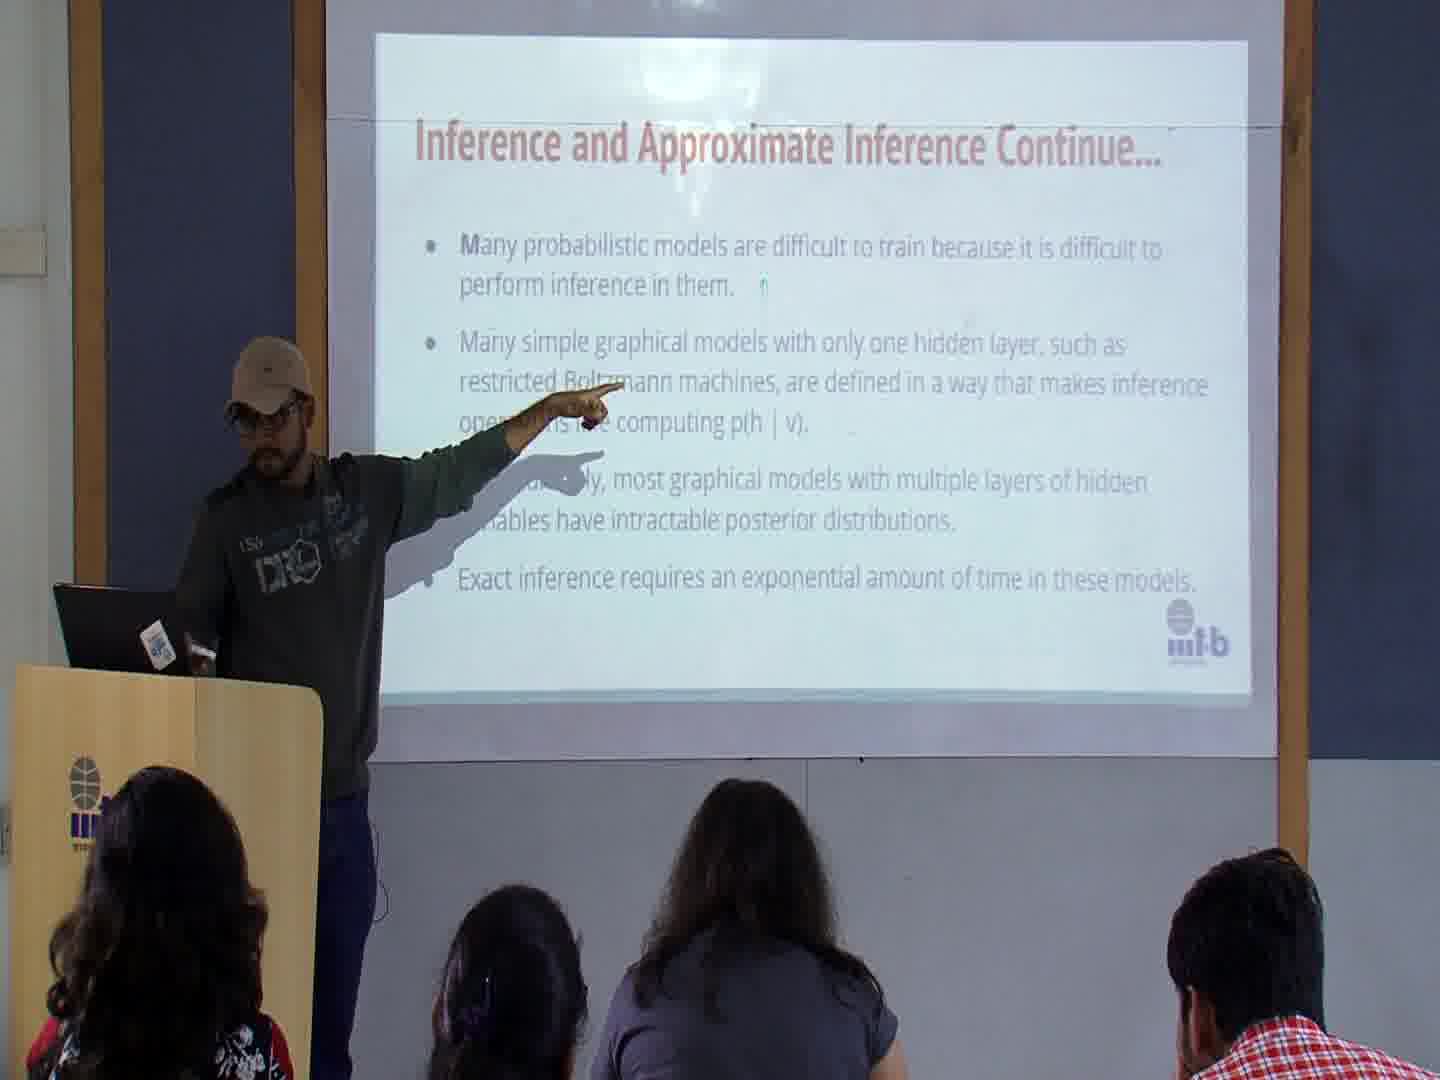 Inference and Approximate Inference Continue...
Many probabilistic models are difficult to train because it is difficult to
perform inference in them.
Many simple graphical models with only one hidden layer, such as
restricted Boltzmann machines, are defined in a way that makes inference
computing p(h | v).
most graphical models with multiple layers of hidden
have intractable posterior distributions.
Exact inference requires an exponential amount of time in these models.